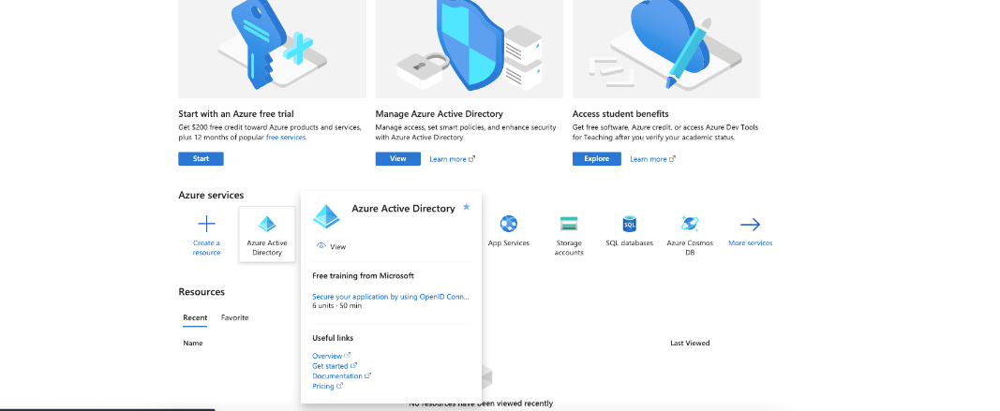 Start with an Azure free trial
Get $200 free credit toward Azure products and services,
plus 12 months of popular free services.
Start
Manage Azure Active Directory
Manage access, set smart policies, and enhance security
with Azure Active Directory.
View
Learn more
Access student benefits
Get free software, Azure credit, or access Azure Dev Tools
for Teaching after you verify your academic status.
Explore
Learn more
Azure services
Create a
resource
Azure Active
Directory
Azure Active Directory
View
Free training from Microsoft
Secure your application by using OpenID Conn...
6 units · 50 min
Useful links
Overview
Get started
Documentation
Pricing
App Services
Storage
accounts
SQL
SQL databases
Azure Cosmos
DB
More services
Resources
Recent
Favorite
Name
Last Viewed
No resources have been viewed recently